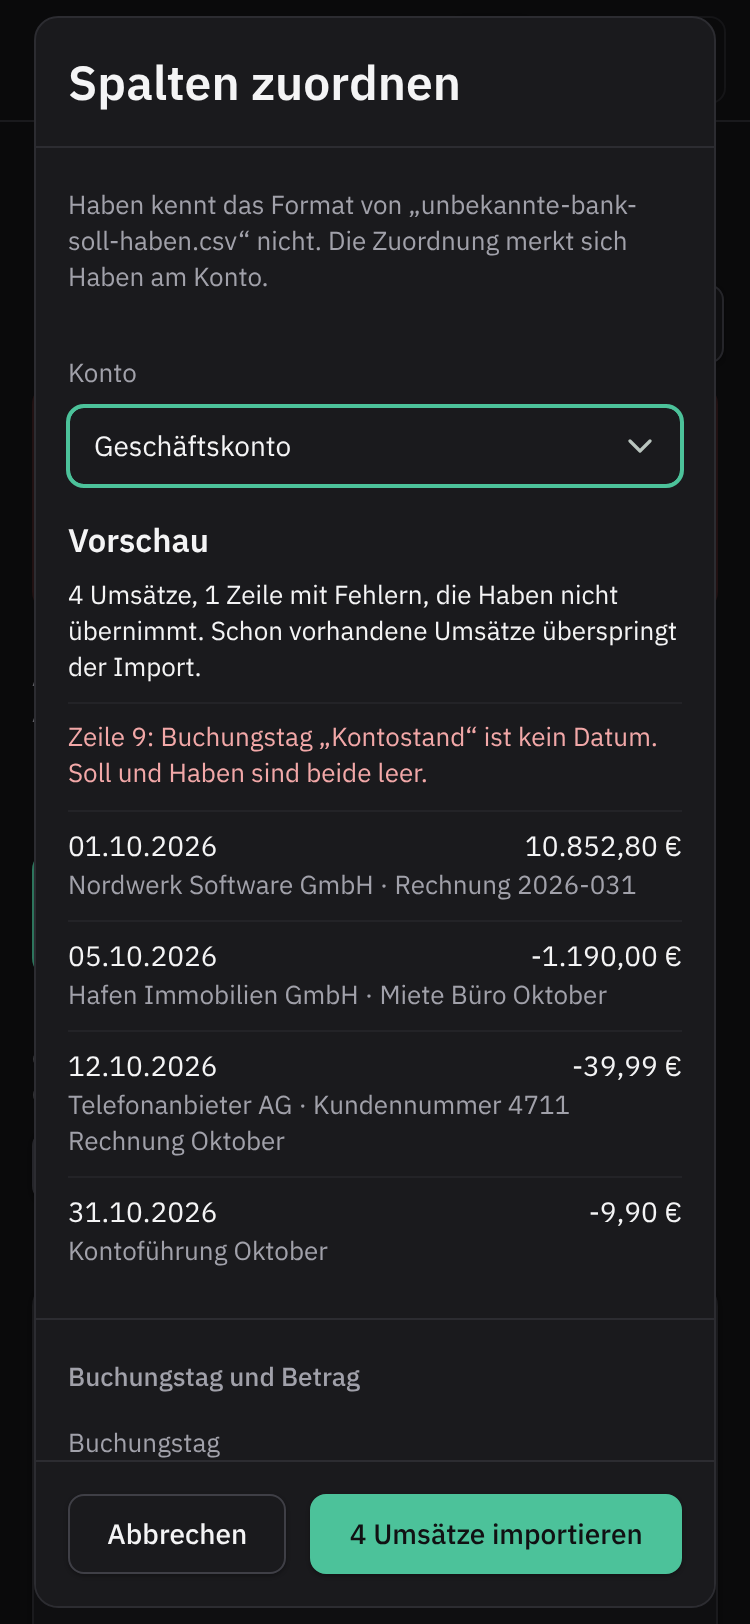 Spalten zuordnen
Haben kennt das Format von „unbekannte-bank-
soll-haben.csv“ nicht. Die Zuordnung merkt sich
Haben am Konto.
Konto
Geschäftskonto
Vorschau
4 Umsätze, 1 Zeile mit Fehlern, die Haben nicht
übernimmt. Schon vorhandene Umsätze überspringt
der Import.
Zeile 9: Buchungstag „Kontostand“ ist kein Datum.
Soll und Haben sind beide leer.
01.10.2026 10.852,80 €
Nordwerk Software GmbH · Rechnung 2026-031
05.10.2026 -1.190,00 €
Hafen Immobilien GmbH · Miete Büro Oktober
12.10.2026 -39,99 €
Telefonanbieter AG · Kundennummer 4711
Rechnung Oktober
31.10.2026 -9,90 €
Kontoführung Oktober
Buchungstag und Betrag
Buchungstag
Abbrechen 4 Umsätze importieren